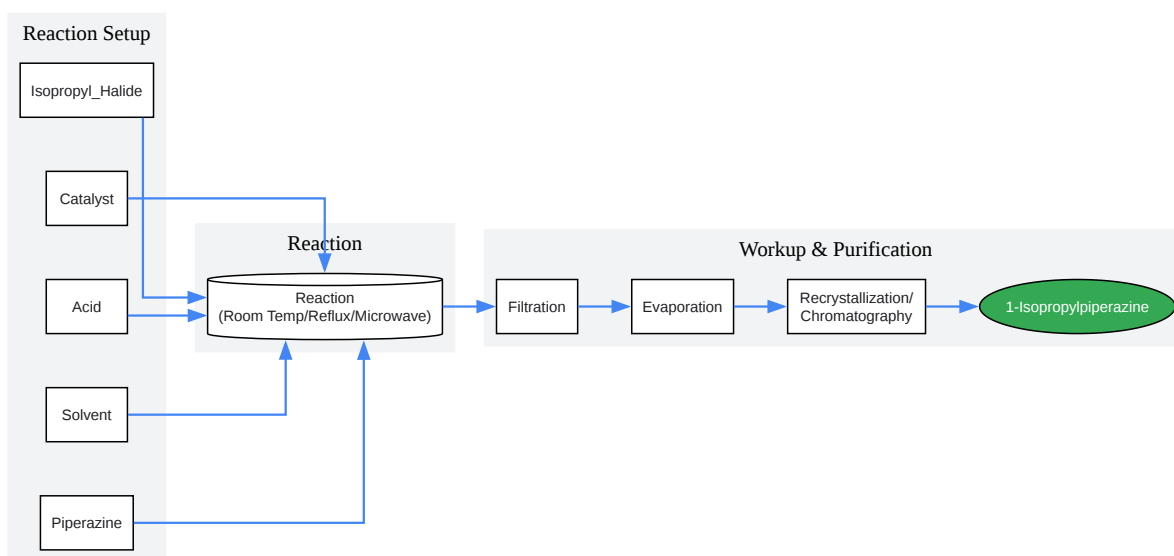 Reaction Setup
Isopropyl_Halide
Catalyst
Acid
Solvent
Piperazine
Reaction
Reaction
(Room Temp/Reflux/Microwave)
Workup & Purification
Filtration
Evaporation
Recrystallization/
Chromatography
1-Isopropylpiperazine